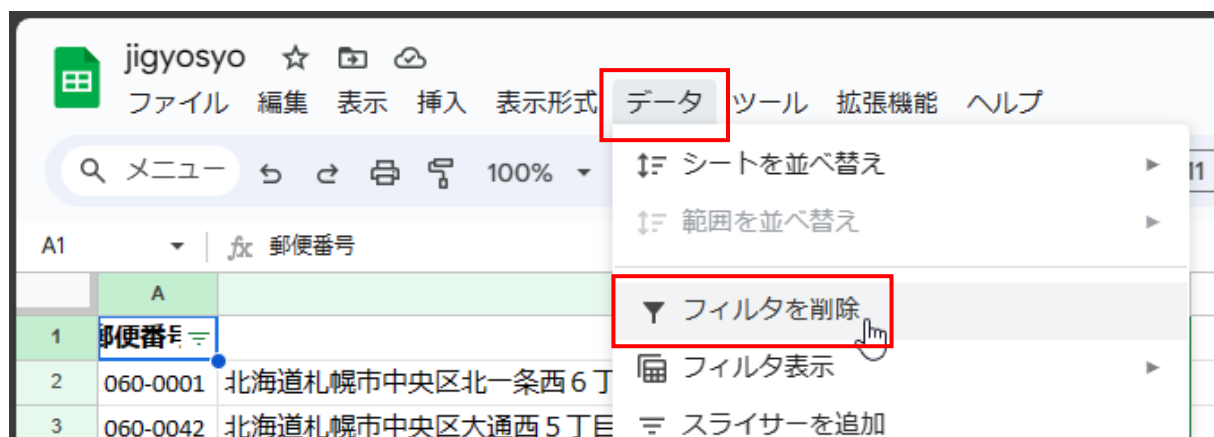 jigyosyo
ファイル 編集 表示 挿入 表示形式 データ ツール 拡張機能 ヘルプ
メニュー 100% 11
シートを並べ替え
範囲を並べ替え
A1 fx 郵便番号
フィルタを削除
フィルタ表示
スライサーを追加
A
1 郵便番号
2 060-0001 北海道札幌市中央区北一条西６丁
3 060-0042 北海道札幌市中央区大通西５丁目